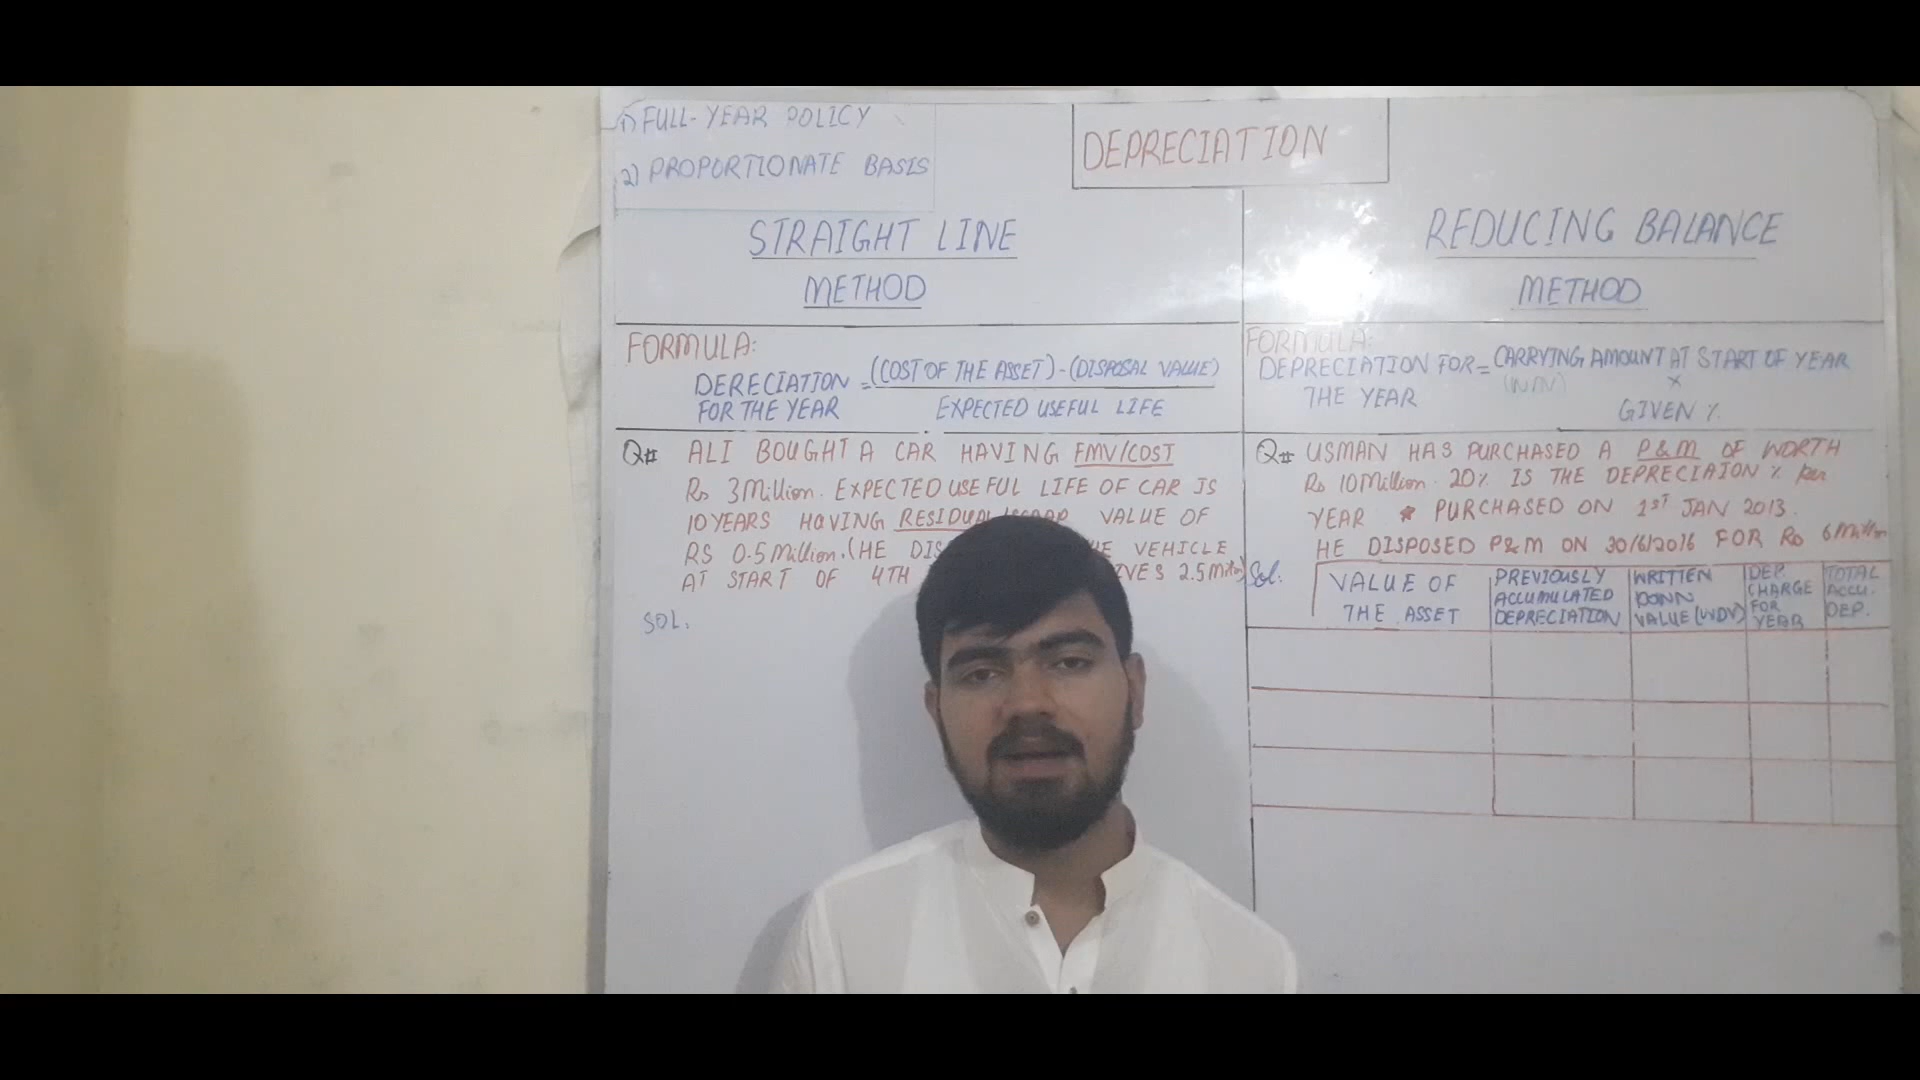 1) FULL-YEAR POLICY
2) PROPORTIONATE BASIS
DEPRECIATION
STRAIGHT LINE
METHOD
FORMULA:
DERECIATION = (COST OF THE ASSET) - (DISPOSAL VALUE)
FOR THE YEAR EXPECTED USEFUL LIFE
Q# ALI BOUGHT A CAR HAVING FMV/COST
Rs 3 Million. EXPECTED USEFUL LIFE OF CAR IS
10 YEARS HAVING RESIDUAL/SCRAP VALUE OF
RS 0.5 Million. (HE VEHICLE
AT START OF 4TH 2.5
SOL.
REDUCING BALANCE
METHOD
FORMULA:
DEPRECIATION FOR = CARRYING AMOUNT AT START OF YEAR
(WDV) X
THE YEAR GIVEN %
Q# USMAN HAS PURCHASED A P&M OF WORTH
Rs 10 Million. 20% IS THE DEPRECIATON % per
YEAR * PURCHASED ON 1ST JAN 2013.
HE DISPOSED P&M ON 30/6/2016 FOR Rs 6 Million
Sol.
VALUE OF
THE ASSET
PREVIOUSLY
ACCUMULATED
DEPRECIATION
WRITTEN
DOWN
VALUE (WDV)
DEP.
CHARGE
FOR
YEAR
TOTAL
ACCU.
DEP.